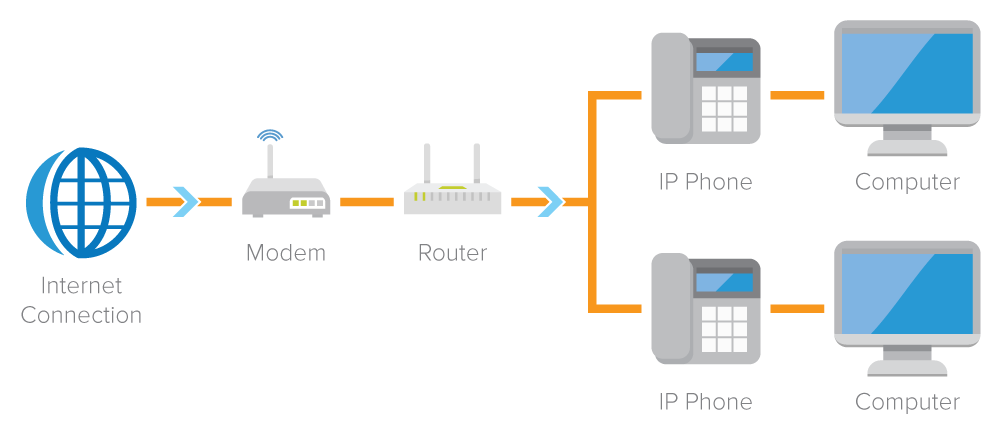 IP Phone
Computer
Modem
Router
Internet
Connection
IP Phone
Computer